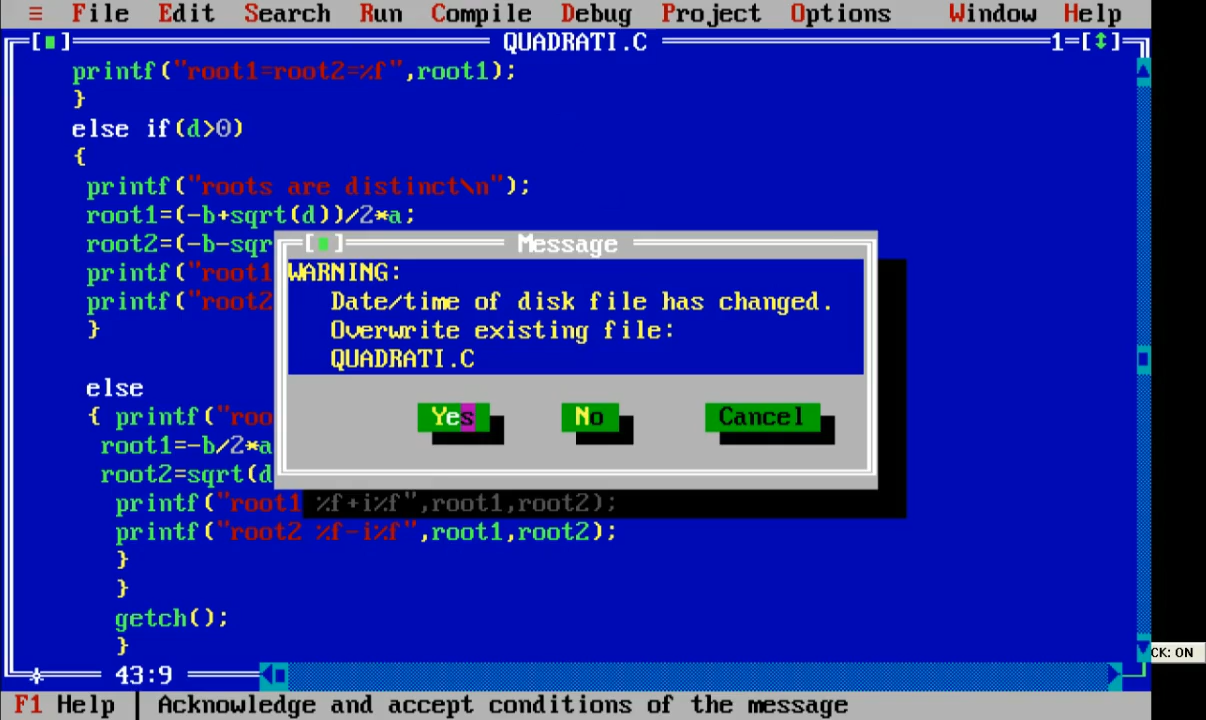 ≡ File Edit Search Run Compile Debug Project Options Window Help
[■] QUADRATI.C 1=[↕]
printf("root1=root2=%f",root1);
}
else if(d>0)
{
printf("roots are distinct\n");
root1=(-b+sqrt(d))/2*a;
root2=(-b-sqr
printf("root1
printf("root2
}
else
{ printf("roo
root1=-b/2*a
root2=sqrt(d
printf("root1 %f+i%f",root1,root2);
printf("root2 %f-i%f",root1,root2);
}
}
getch();
}
[■] Message
WARNING:
Date/time of disk file has changed.
Overwrite existing file:
QUADRATI.C
Yes No Cancel
43:9
CK: ON
F1 Help | Acknowledge and accept conditions of the message